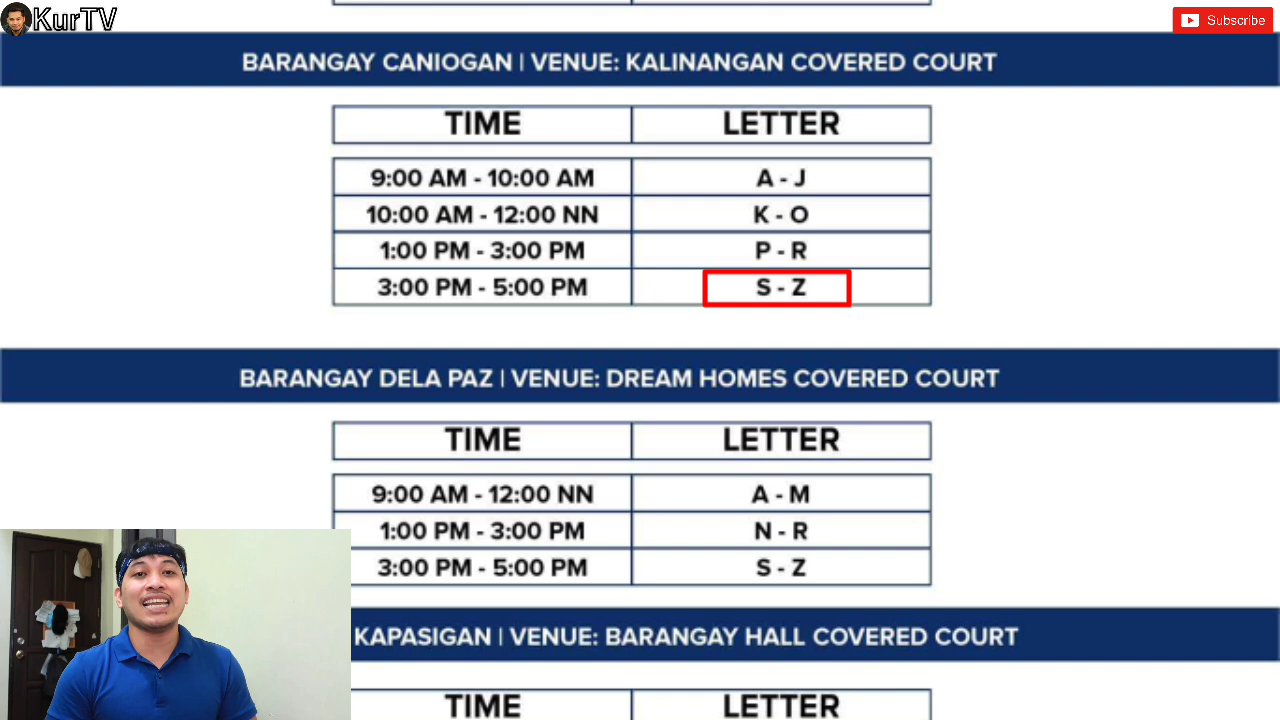 KurTV
Subscribe
BARANGAY CANIOGAN | VENUE: KALINANGAN COVERED COURT
TIME LETTER
9:00 AM - 10:00 AM A - J
10:00 AM - 12:00 NN K - O
1:00 PM - 3:00 PM P - R
3:00 PM - 5:00 PM S - Z
BARANGAY DELA PAZ | VENUE: DREAM HOMES COVERED COURT
TIME LETTER
9:00 AM - 12:00 NN A - M
1:00 PM - 3:00 PM N - R
3:00 PM - 5:00 PM S - Z
KAPASIGAN | VENUE: BARANGAY HALL COVERED COURT
TIME LETTER